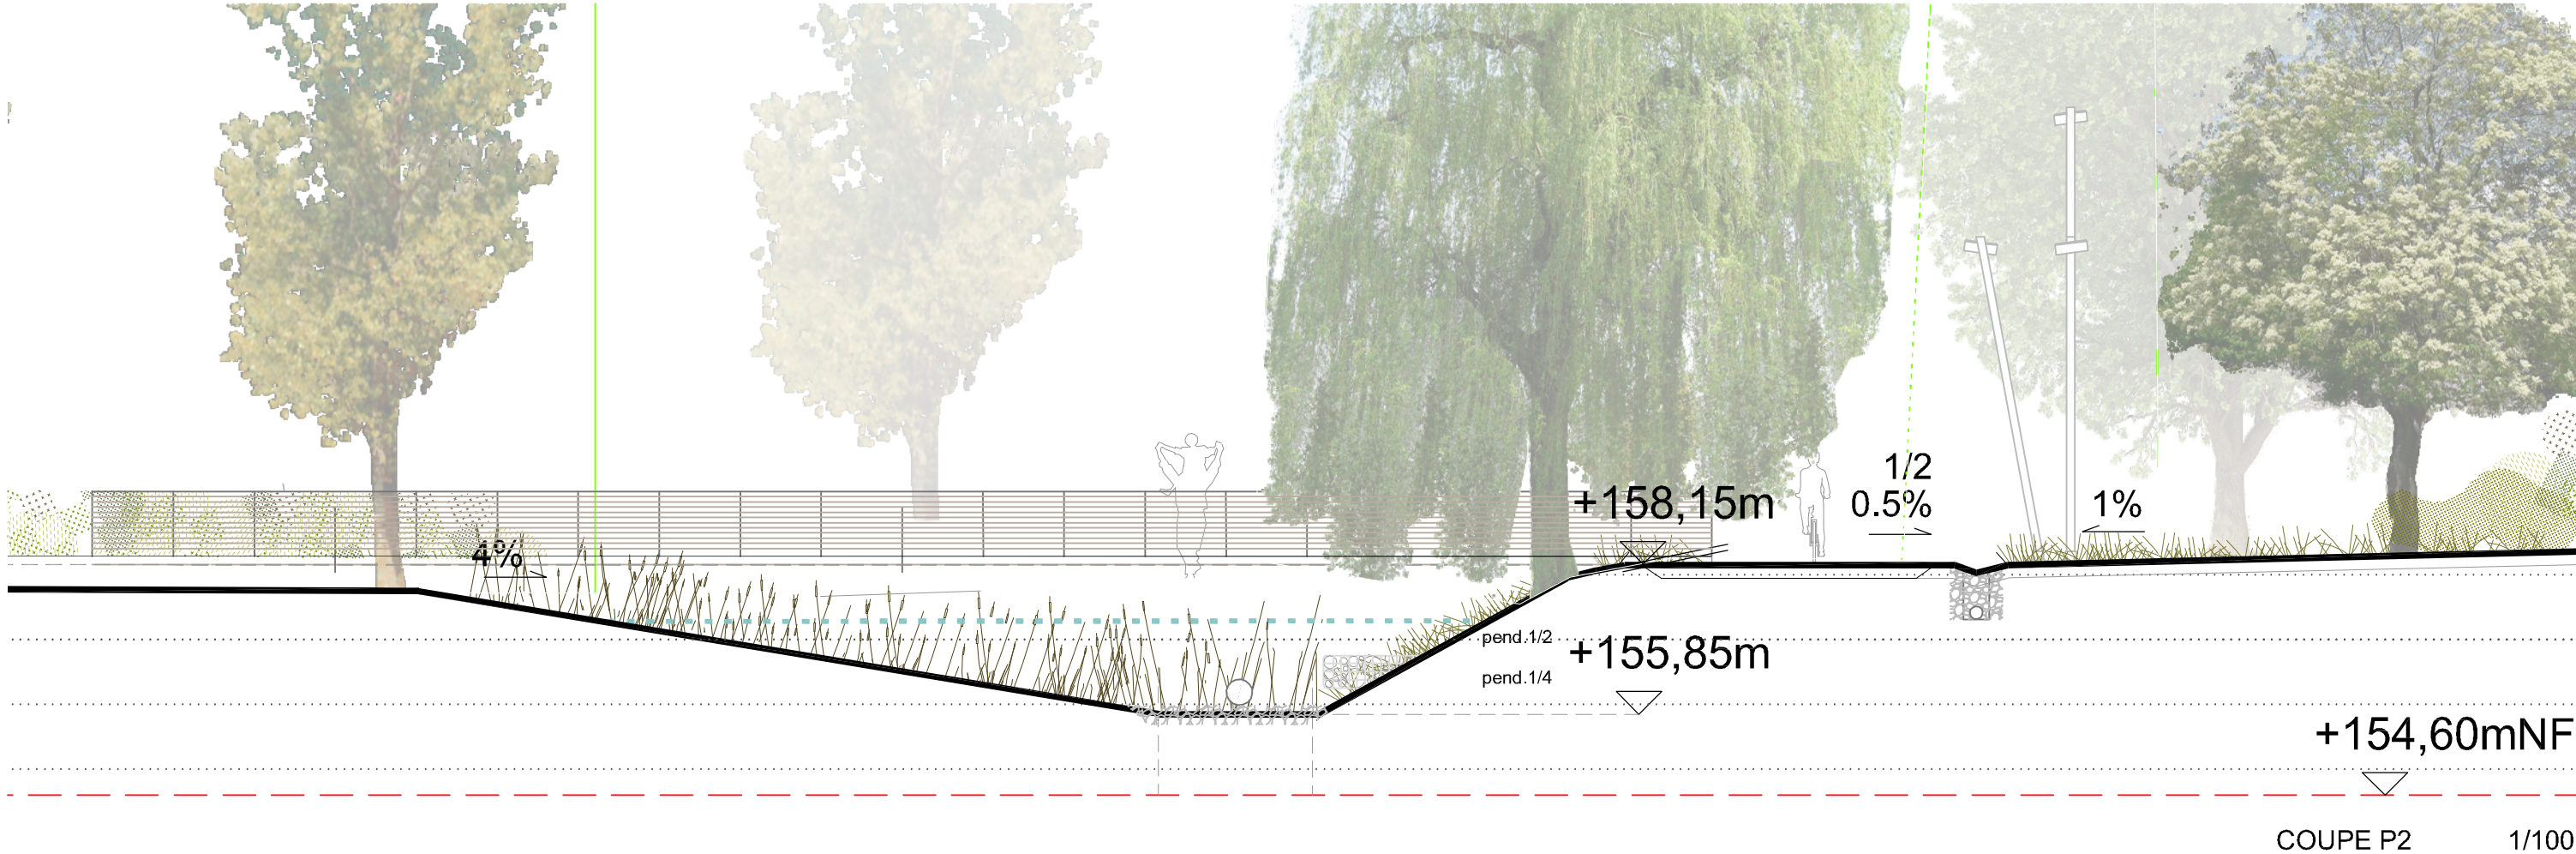 1/2
+158,15m
0.5%
1%
4%
pend.1/2
+155,85m
pend.1/4
+154,60mNF
COUPE P2 1/100